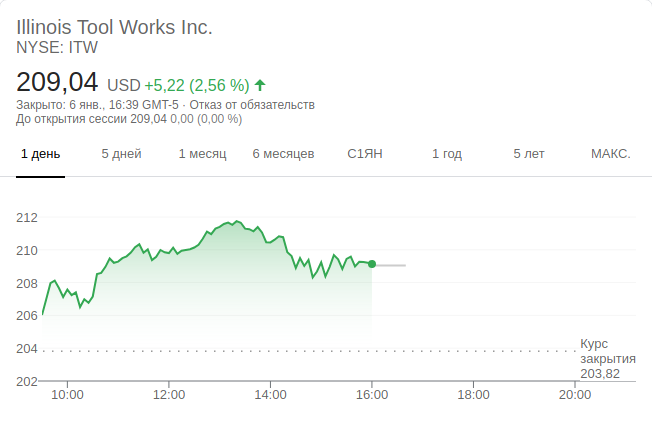 Illinois Tool Works Inc.
NYSE: ITW
209,04 USD +5,22 (2,56 %)
Закрыто: 6 янв., 16:39 GMT-5 · Отказ от обязательств
До открытия сессии 209,04 0,00 (0,00 %)
1 день 5 дней 1 месяц 6 месяцев С1ЯН 1 год 5 лет МАКС.
212
210
208
206
204
Курс
закрытия
203,82
202
10:00 12:00 14:00 16:00 18:00 20:00